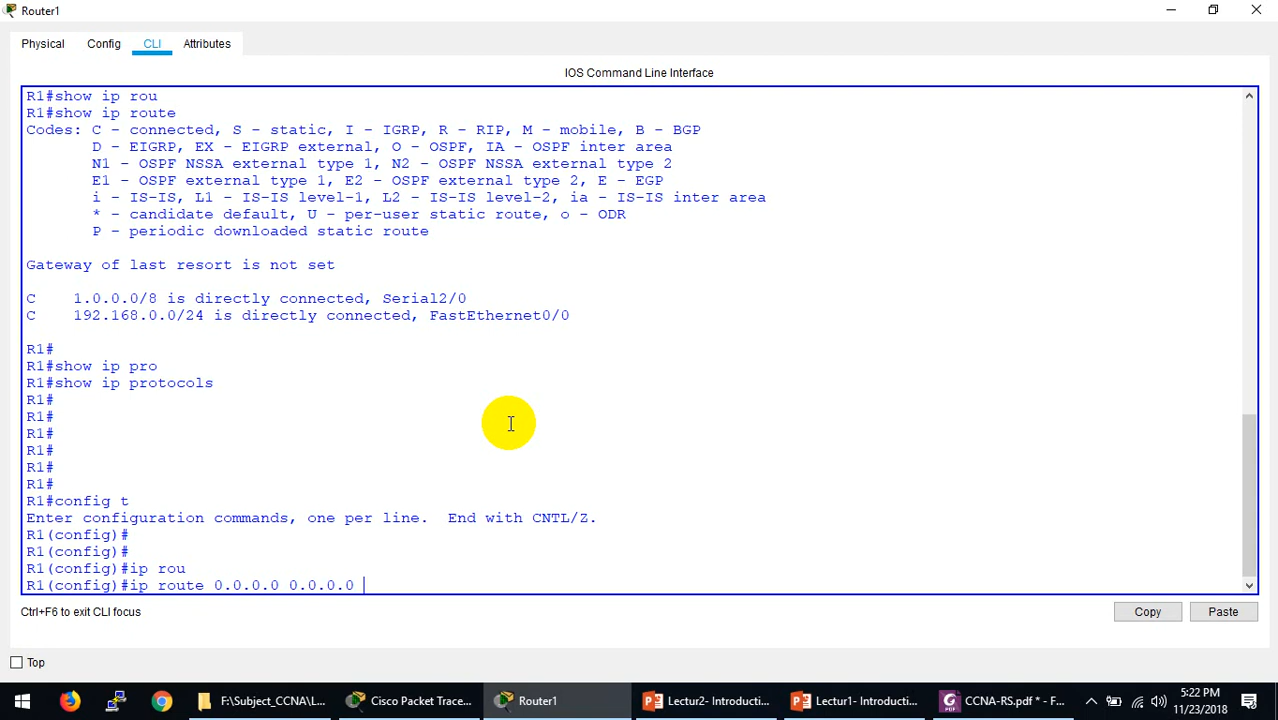 Router1
Physical Config CLI Attributes
IOS Command Line Interface
R1#show ip rou
R1#show ip route
Codes: C - connected, S - static, I - IGRP, R - RIP, M - mobile, B - BGP
D - EIGRP, EX - EIGRP external, O - OSPF, IA - OSPF inter area
N1 - OSPF NSSA external type 1, N2 - OSPF NSSA external type 2
E1 - OSPF external type 1, E2 - OSPF external type 2, E - EGP
i - IS-IS, L1 - IS-IS level-1, L2 - IS-IS level-2, ia - IS-IS inter area
* - candidate default, U - per-user static route, o - ODR
P - periodic downloaded static route
Gateway of last resort is not set
C 1.0.0.0/8 is directly connected, Serial2/0
C 192.168.0.0/24 is directly connected, FastEthernet0/0
R1#
R1#show ip pro
R1#show ip protocols
R1#
R1#
R1#
R1#
R1#
R1#
R1#config t
Enter configuration commands, one per line. End with CNTL/Z.
R1(config)#
R1(config)#
R1(config)#ip rou
R1(config)#ip route 0.0.0.0 0.0.0.0
Ctrl+F6 to exit CLI focus
Copy Paste
Top
F:\Subject_CCNA\L... Cisco Packet Trace... Router1 Lectur2- Introducti... Lectur1- Introducti... CCNA-RS.pdf * - F...
5:22 PM
11/23/2018